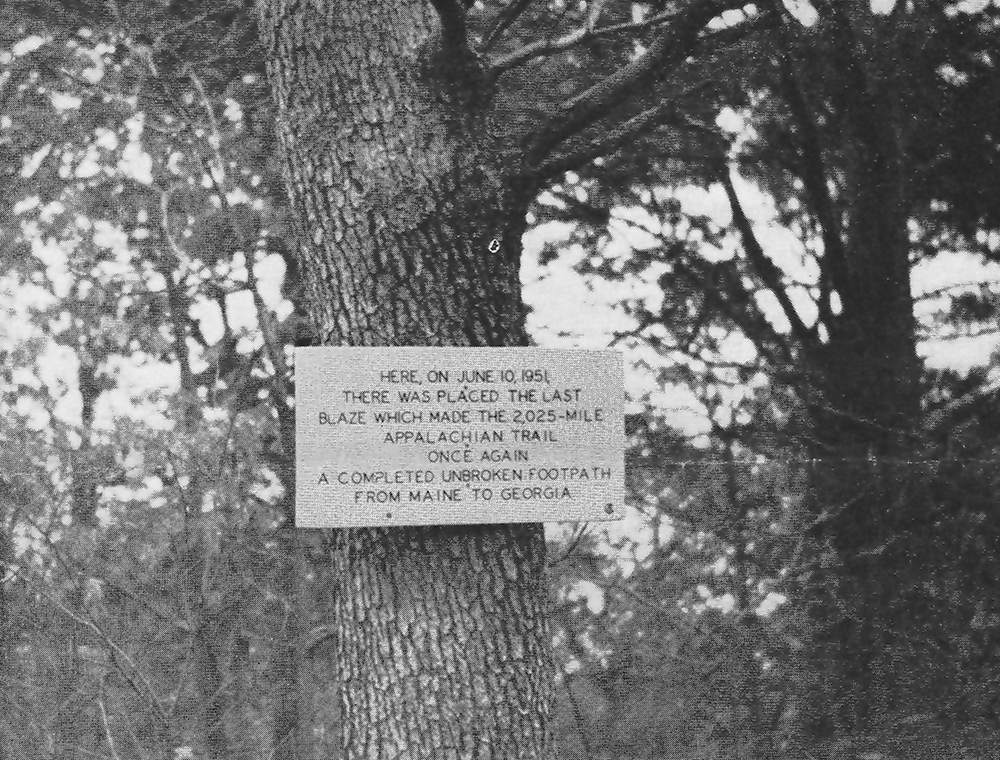 HERE, ON JUNE 10, 1951,
THERE WAS PLACED THE LAST
BLAZE WHICH MADE THE 2,025-MILE
APPALACHIAN TRAIL
ONCE AGAIN
A COMPLETED UNBROKEN FOOTPATH
FROM MAINE TO GEORGIA